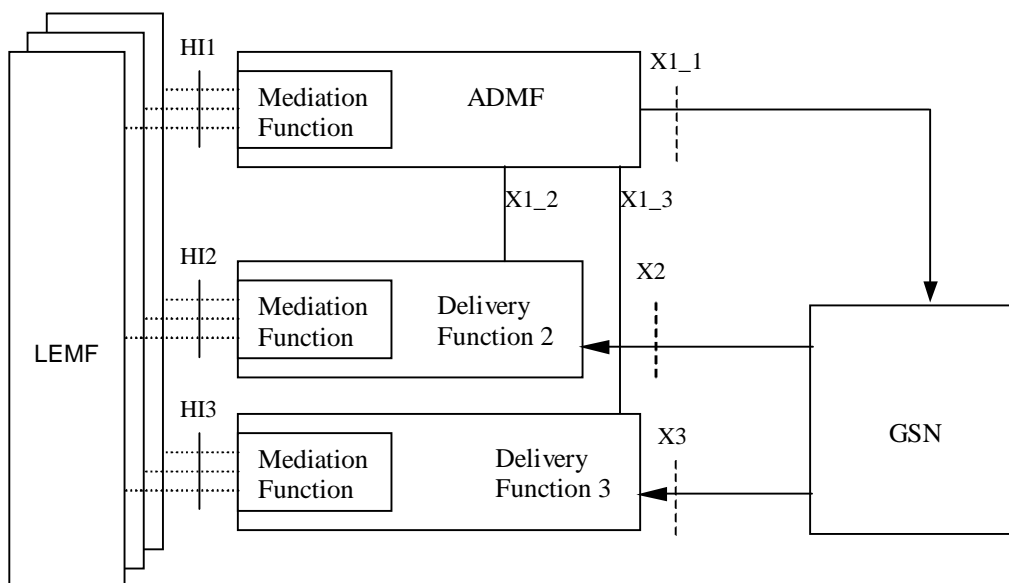 HI1
X1_1
Mediation
Function
ADMF
X1_2
X1_3
HI2
X2
Mediation
Function
Delivery
Function 2
LEMF
HI3
X3
GSN
Mediation
Function
Delivery
Function 3